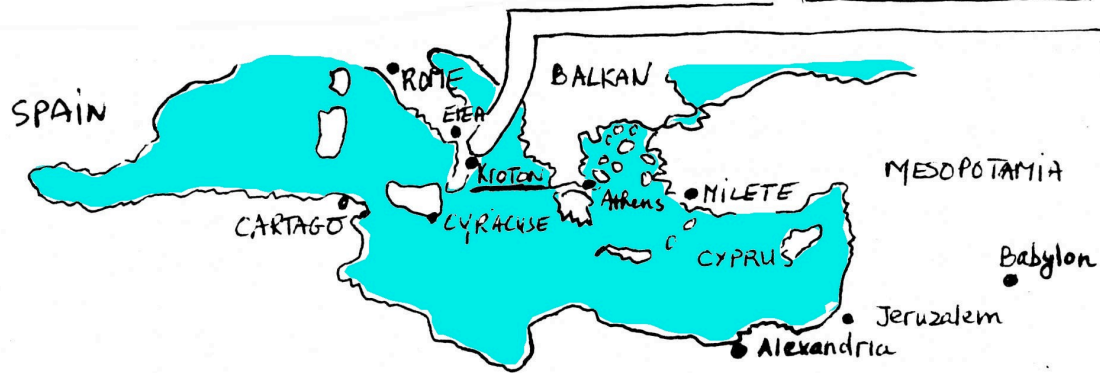 SPAIN
ROME
BALKAN
ELEA
KROTON
MESOPOTAMIA
Athens
MILETE
CARTAGO
CYRACUSE
CYPRUS
Babylon
Jeruzalem
Alexandria